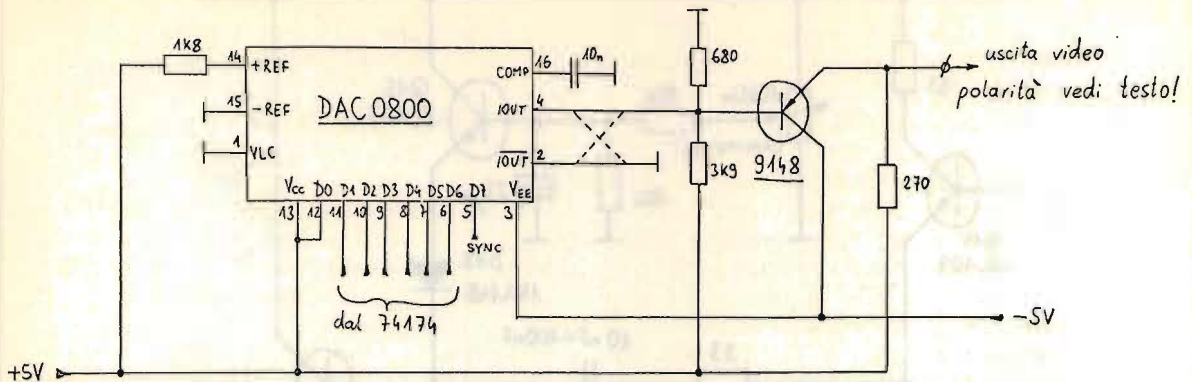 1K8
14
+REF
15
-REF
1
VLC
DAC0800
COMP
16
10n
IOUT
4
IOUT
2
Vcc
D0
D1
D2
D3
D4
D5
D6
D7
VEE
13
12
11
10
9
8
7
6
5
3
SYNC
dal 74174
680
3K9
9148
270
uscita video
polarità vedi testo!
-5V
+5V